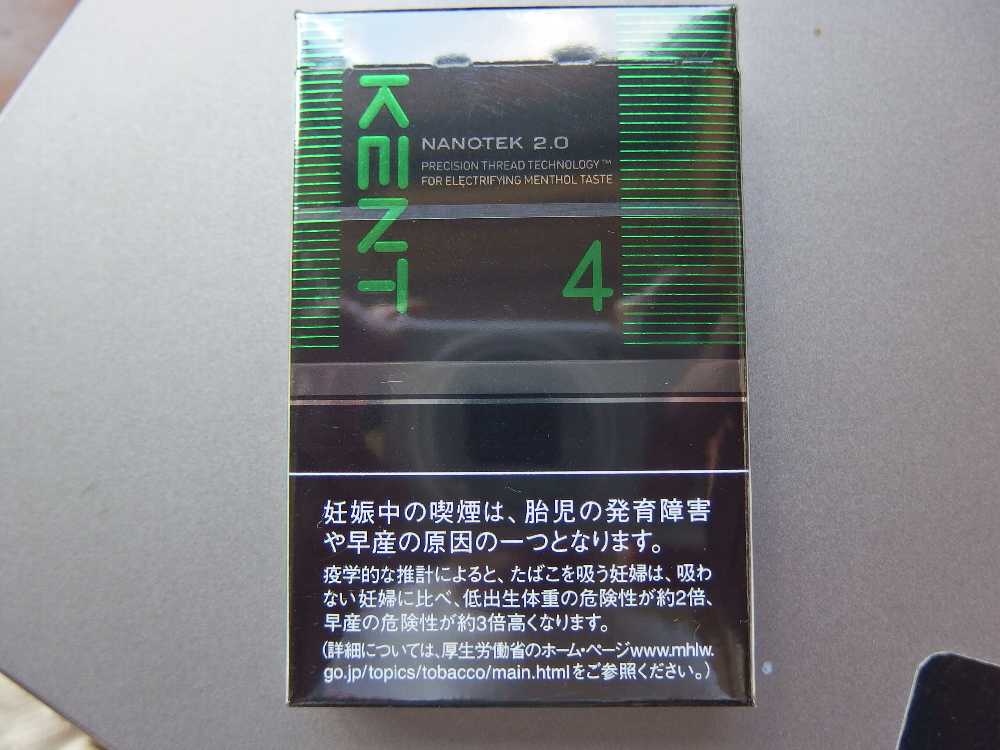 KENT
NANOTEK 2.0
PRECISION THREAD TECHNOLOGY™
FOR ELECTRIFYING MENTHOL TASTE
4
妊娠中の喫煙は、胎児の発育障害
や早産の原因の一つとなります。
疫学的な推計によると、たばこを吸う妊婦は、吸わ
ない妊婦に比べ、低出生体重の危険性が約2倍、
早産の危険性が約3倍高くなります。
(詳細については、厚生労働省のホーム・ページwww.mhlw.
go.jp/topics/tobacco/main.htmlをご参照ください。)